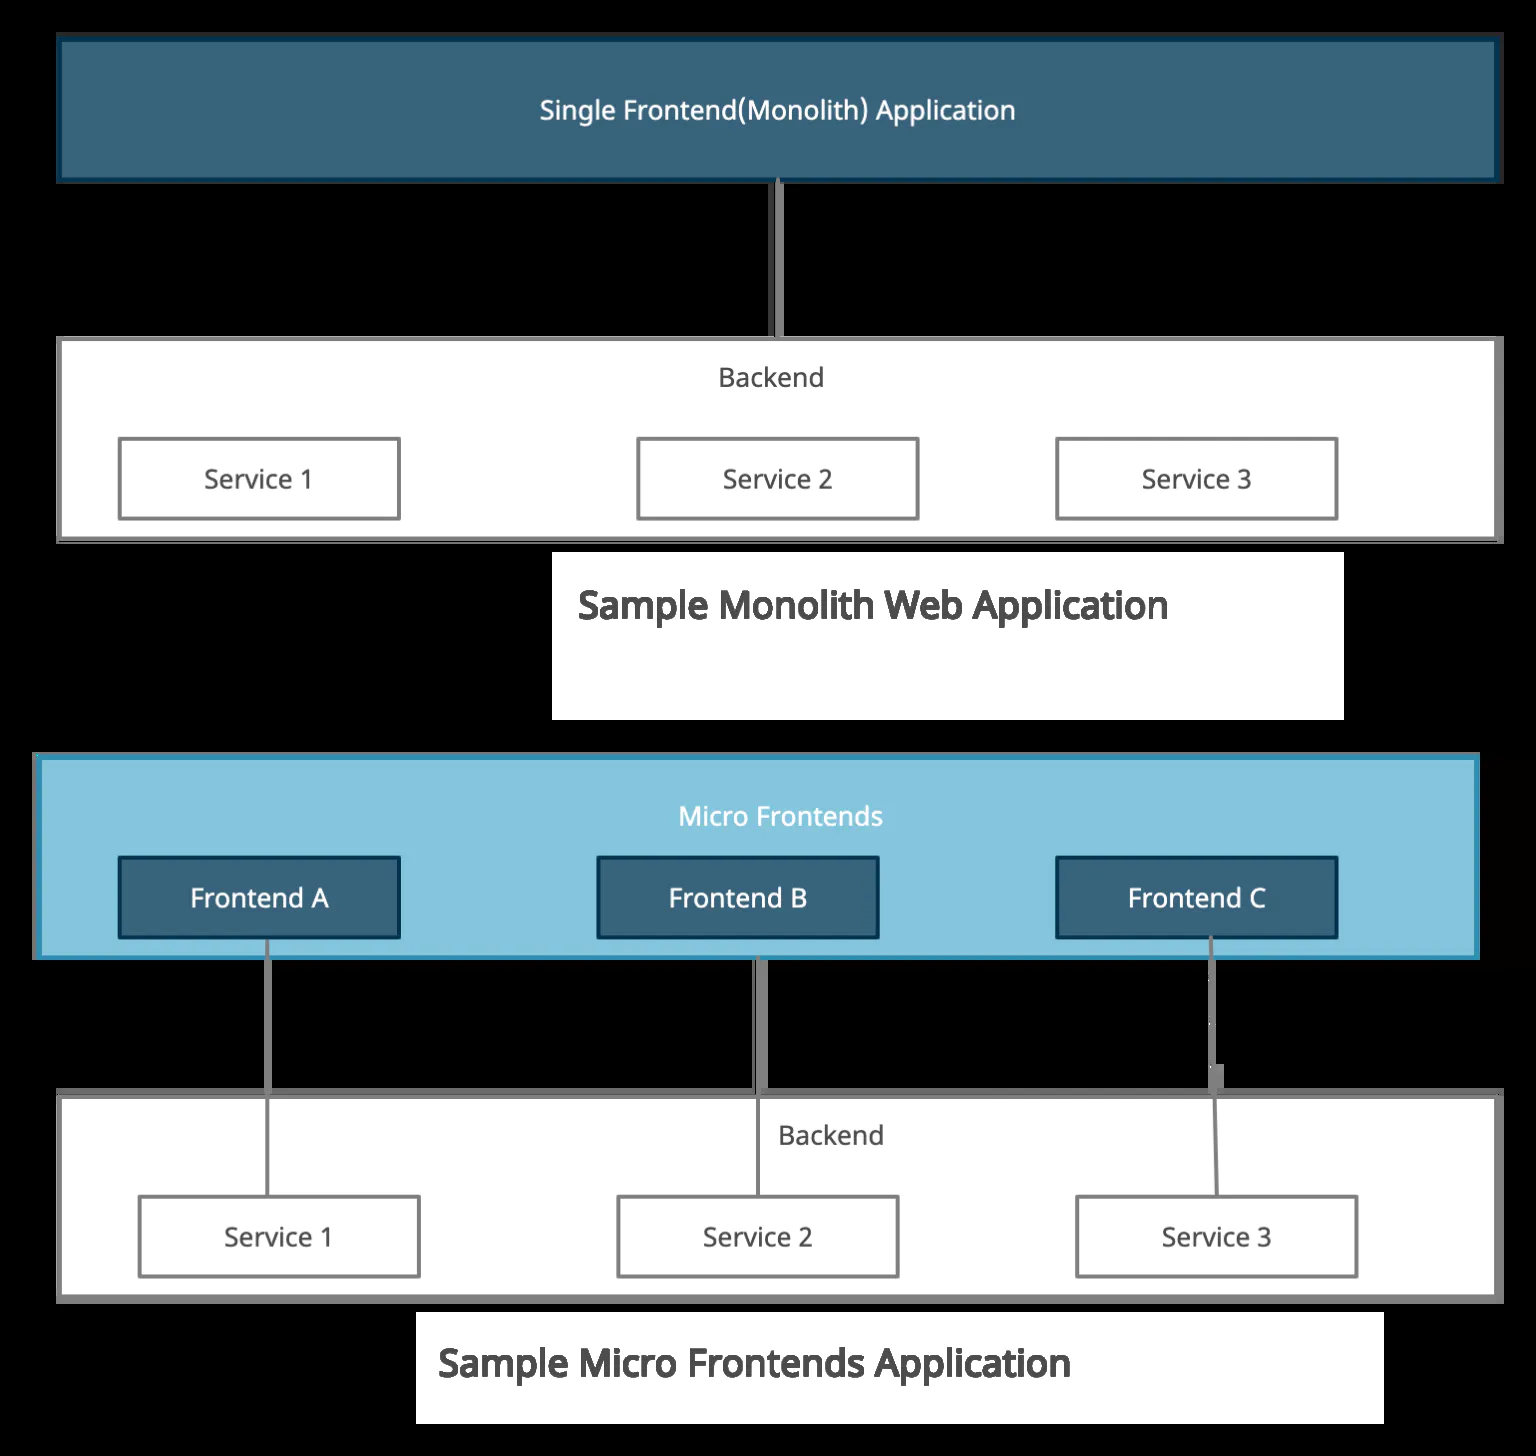 Single Frontend(Monolith) Application
Backend
Service 1
Service 2
Service 3
Sample Monolith Web Application
Micro Frontends
Frontend A
Frontend B
Frontend C
Backend
Service 1
Service 2
Service 3
Sample Micro Frontends Application